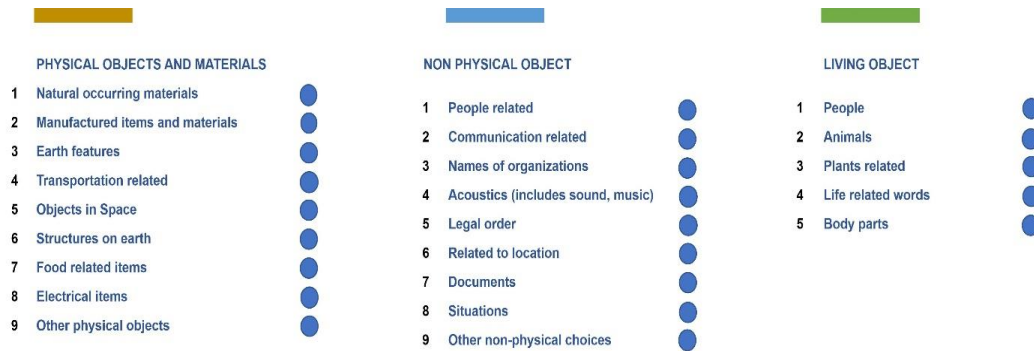 PHYSICAL OBJECTS AND MATERIALS
1 Natural occurring materials
2 Manufactured items and materials
3 Earth features
4 Transportation related
5 Objects in Space
6 Structures on earth
7 Food related items
8 Electrical items
9 Other physical objects
NON PHYSICAL OBJECT
1 People related
2 Communication related
3 Names of organizations
4 Acoustics (includes sound, music)
5 Legal order
6 Related to location
7 Documents
8 Situations
9 Other non-physical choices
LIVING OBJECT
1 People
2 Animals
3 Plants related
4 Life related words
5 Body parts